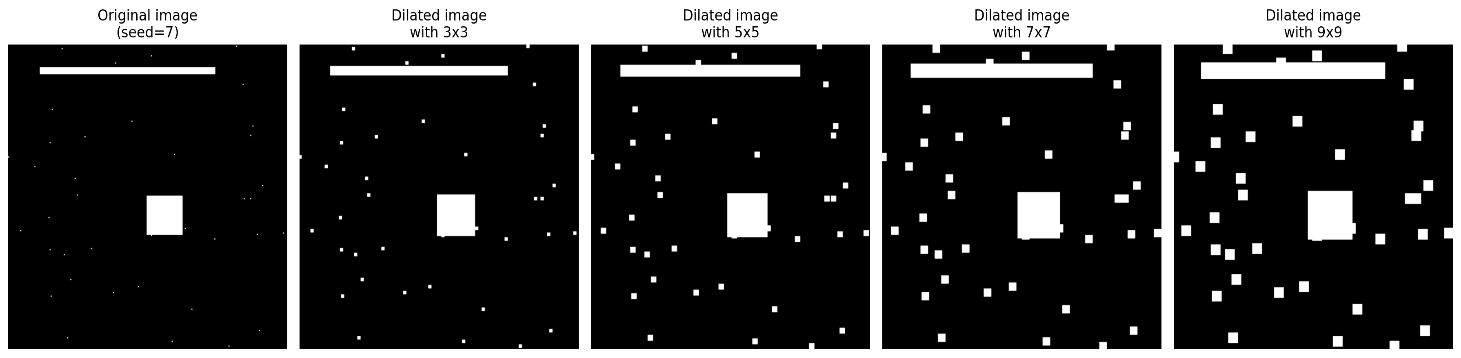 Original image
(seed=7)
Dilated image
with 3x3
Dilated image
with 5x5
Dilated image
with 7x7
Dilated image
with 9x9